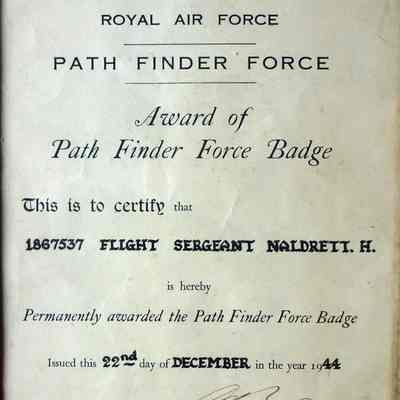 ROYAL AIR FORCE
PATH FINDER FORCE
Award of
Path Finder Force Badge
This is to certify that
1867537 FLIGHT SERGEANT NALDRETT. H.
is hereby
Permanently awarded the Path Finder Force Badge
Issued this 22nd day of DECEMBER in the year 1944